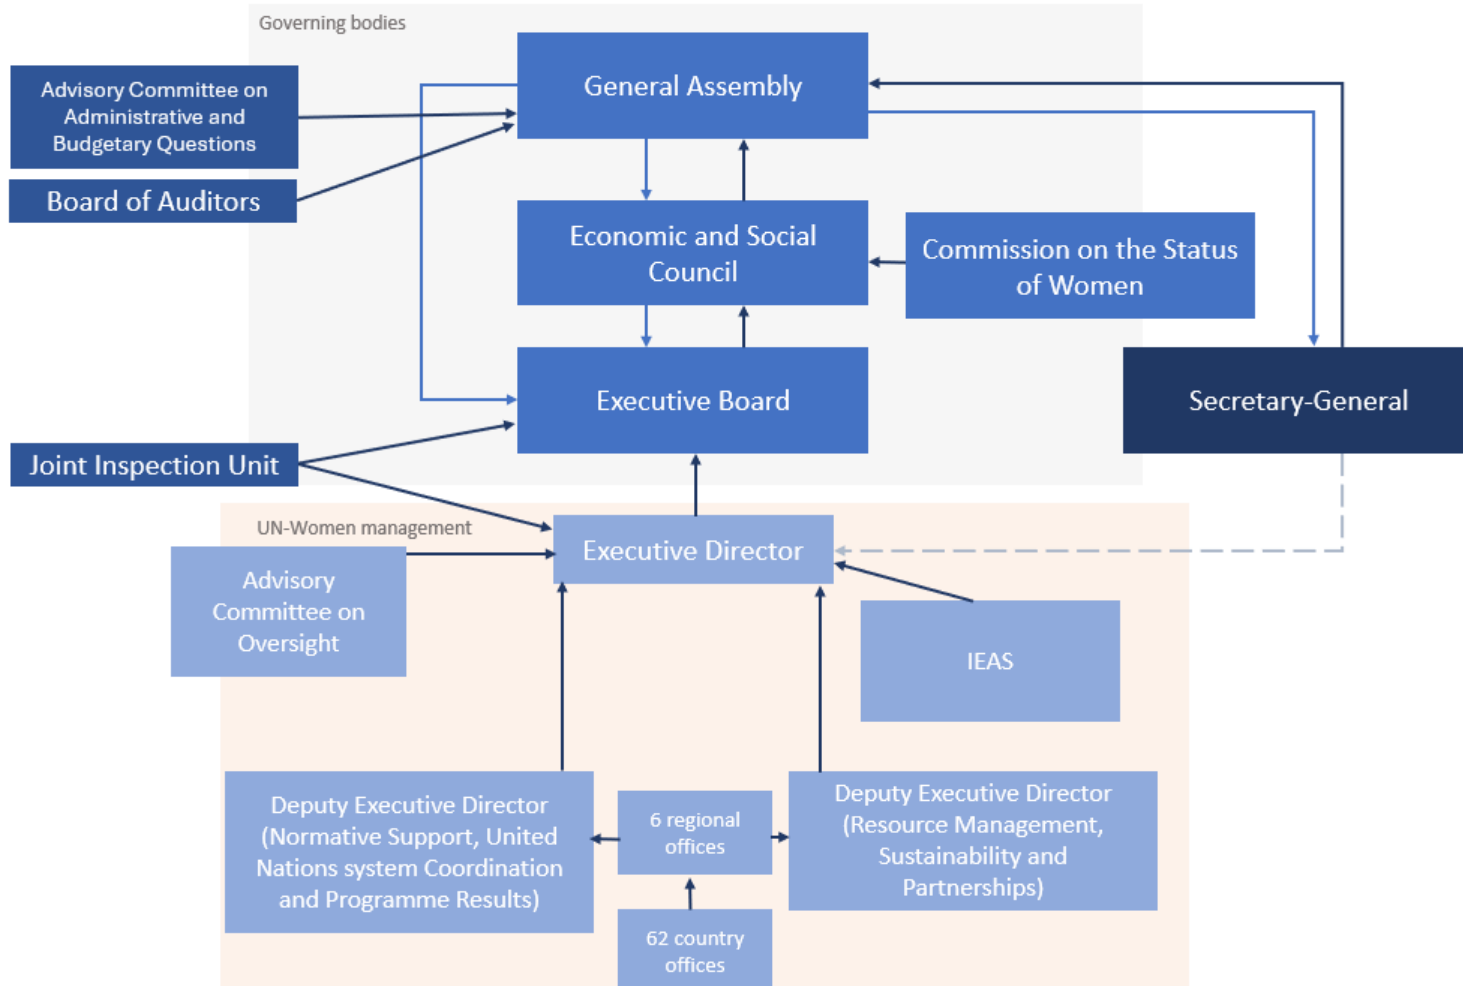 Governing bodies
General Assembly
Advisory Committee on
Administrative and
Budgetary Questions
Board of Auditors
Economic and Social
Council
Commission on the Status
of Women
Executive Board
Secretary-General
Joint Inspection Unit
UN-Women management
Executive Director
Advisory
Committee on
Oversight
IEAS
Deputy Executive Director
(Normative Support, United
Nations system Coordination
and Programme Results)
6 regional
offices
Deputy Executive Director
(Resource Management,
Sustainability and
Partnerships)
62 country
offices